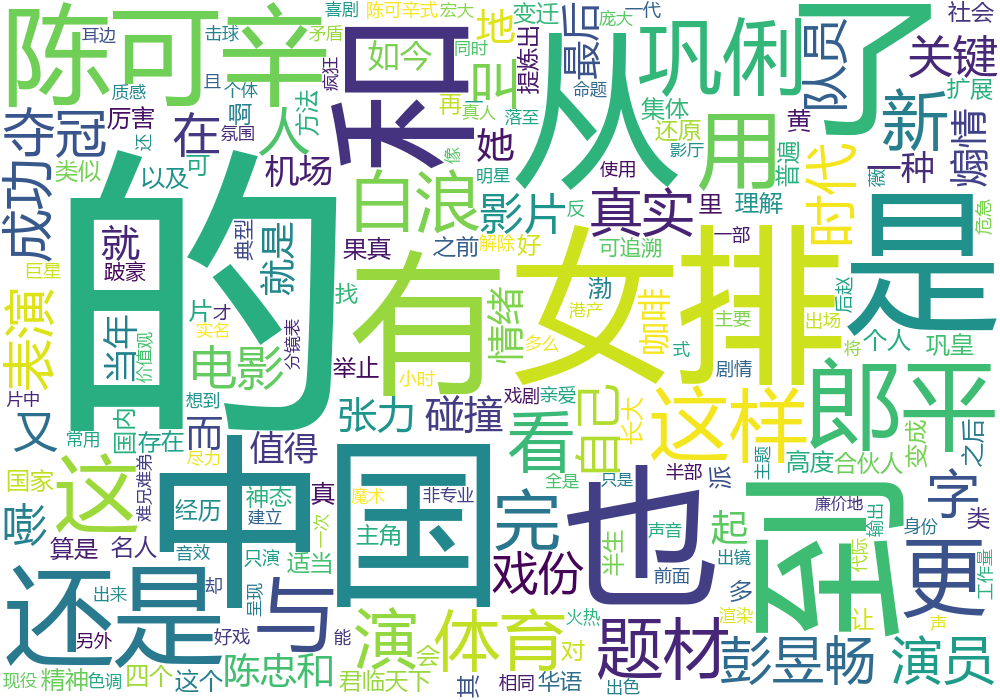 陈可辛
耳边
击球
喜剧
陈可辛式
宏大
矛盾
和
如今
同时
叫
地
提炼出
变迁
最后
庞大
一代
巩俐
队员
了
社会
关键
扩展
质感
且
个体
疯狂
再
真人
落至
命题
从
集体
还原
影厅
用
黄
新
夺冠
厉害
还
在
氛围
啊
人
方法
像
她
明星
使用
普遍
时代
微
一种
煽情
危急
成功
类似
以及
可
机场
白浪
影片
反
真实
里
理解
的
就
跛豪
典型
就是
果真
之前
解除
好
可追溯
一部
是
巨星
表演
当年
价值观
片
才
实名
电影
分镜表
找
有
情绪
多么
港产
渤
咖啡
式
女排
主要
剧情
后赵
出场
将
个人
巩皇
片中
又
常用
国内
存在
想到
而
尽力
值得
举止
小时
张力
碰撞
戏剧
亲爱
看
自己
长大
这样
郎平
主题
高度
合伙人
变成
之后
国家
这
难兄难弟
嘭
算是
名人
经历
神态
建立
真
魔术
一次
非专业
主角
中国
完
全是
只是
也
半部
派
声音
起
到
廉价地
输出
代际
身份
字
类
工作量
更
还是
音效
只演
适当
与
呈现
却
戏份
半生
前面
出镜
多
出来
另外
好戏
能
演
会
体育
火热
对
题材
渲染
让
声
彭昱畅
演员
现役
精神
色调
四个
这个
陈忠和
君临天下
其
相同
华语
出色